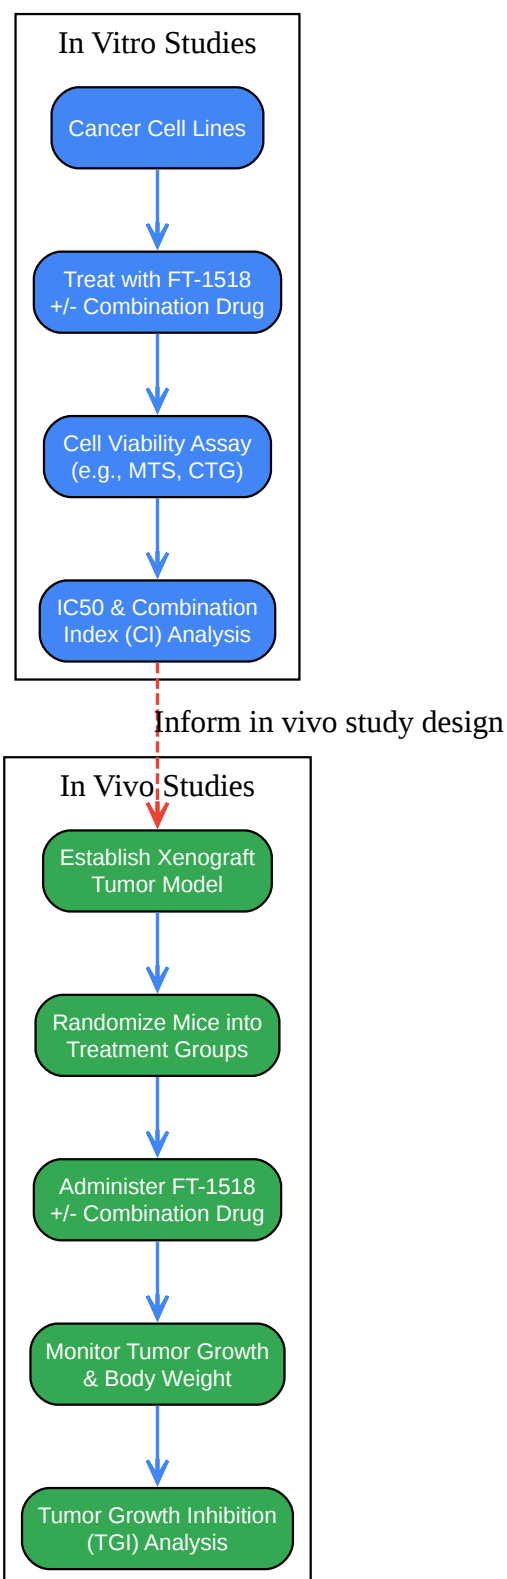 In Vitro Studies
Cancer Cell Lines
Treat with FT-1518
+/- Combination Drug
Cell Viability Assay
(e.g., MTS, CTG)
IC50 & Combination
Index (CI) Analysis
Inform in vivo study design
In Vivo Studies
Establish Xenograft
Tumor Model
Randomize Mice into
Treatment Groups
Administer FT-1518
+/- Combination Drug
Monitor Tumor Growth
& Body Weight
Tumor Growth Inhibition
(TGI) Analysis